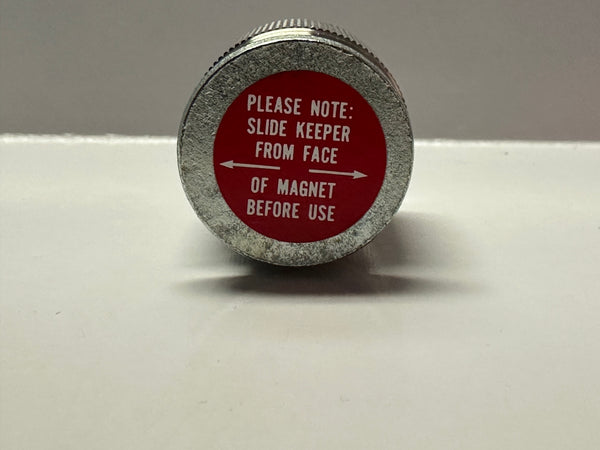 PLEASE NOTE:
SLIDE KEEPER
FROM FACE
OF MAGNET
BEFORE USE